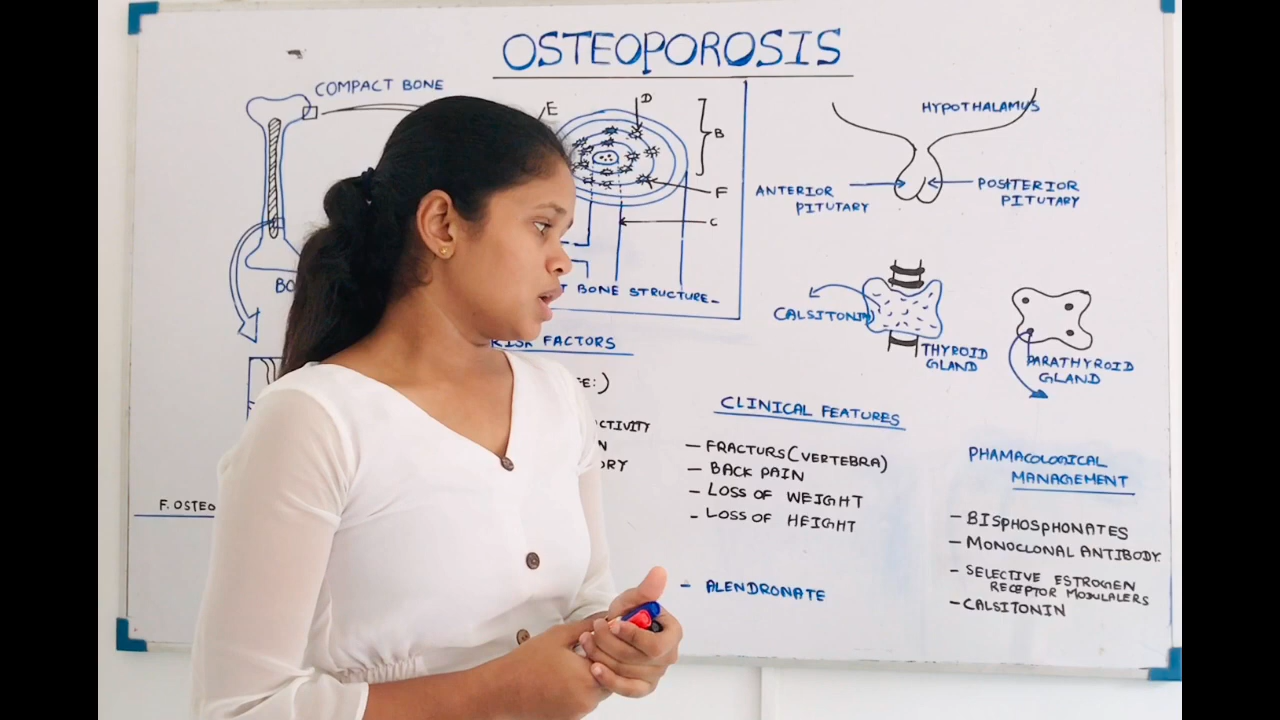 OSTEOPOROSIS
COMPACT BONE
E
D
B
F
C
BONE STRUCTURE
HYPOTHALAMUS
ANTERIOR
PITUTARY
POSITERIOR
PITUTARY
CALSITONIN
THYROID
GLAND
PARATHYROID
GLAND
RISK FACTORS
CLINICAL FEATURES
- FRACTURS (VERTEBRA)
- BACK PAIN
- LOSS OF WEIGHT
- LOSS OF HEIGHT
- ALENDRONATE
PHAMACOLOGICAL
MANAGEMENT
- BISPHOSPHONATES
- MONOCLONAL ANTIBODY.
- SELECTIVE ESTROGEN
RECEPTOR MODULALERS
- CALSITONIN
F. OSTEO